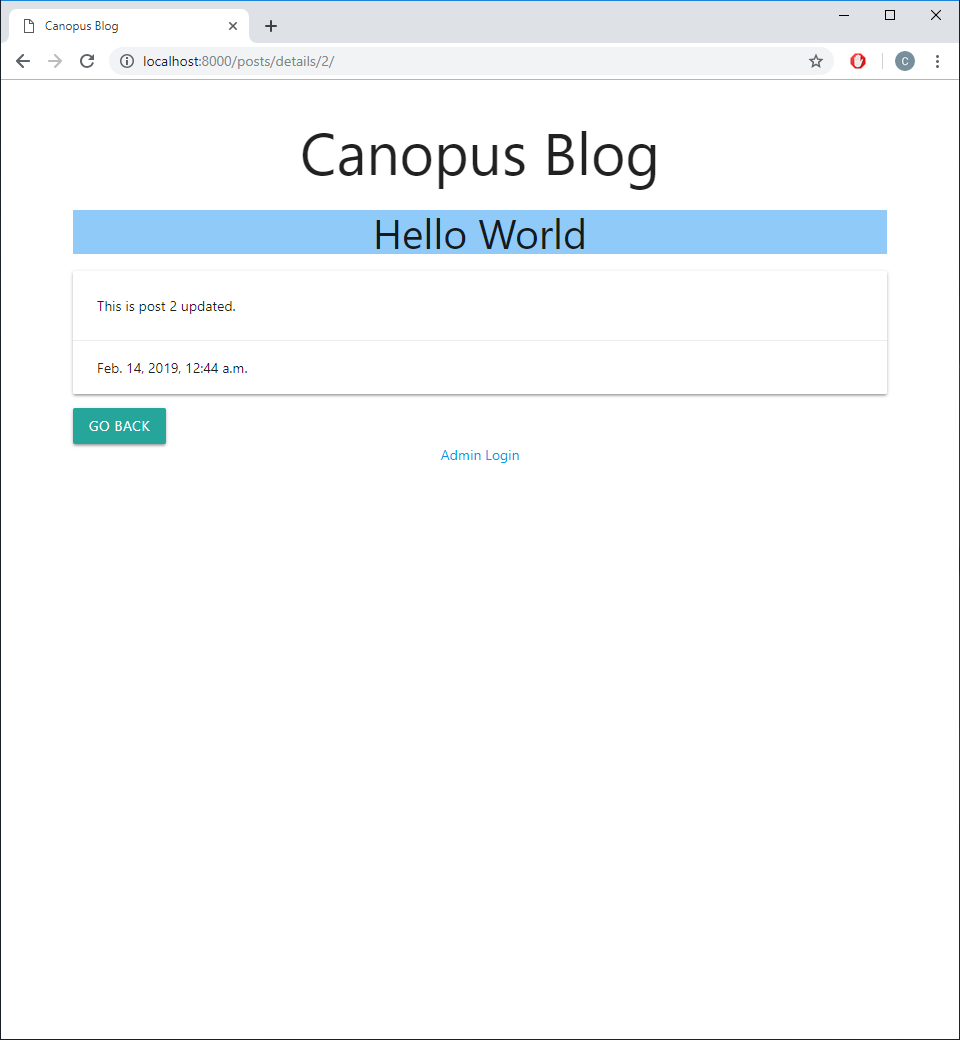 Canopus Blog
localhost:8000/posts/details/2/
C
Canopus Blog
Hello World
This is post 2 updated.
Feb. 14, 2019, 12:44 a.m.
GO BACK
Admin Login